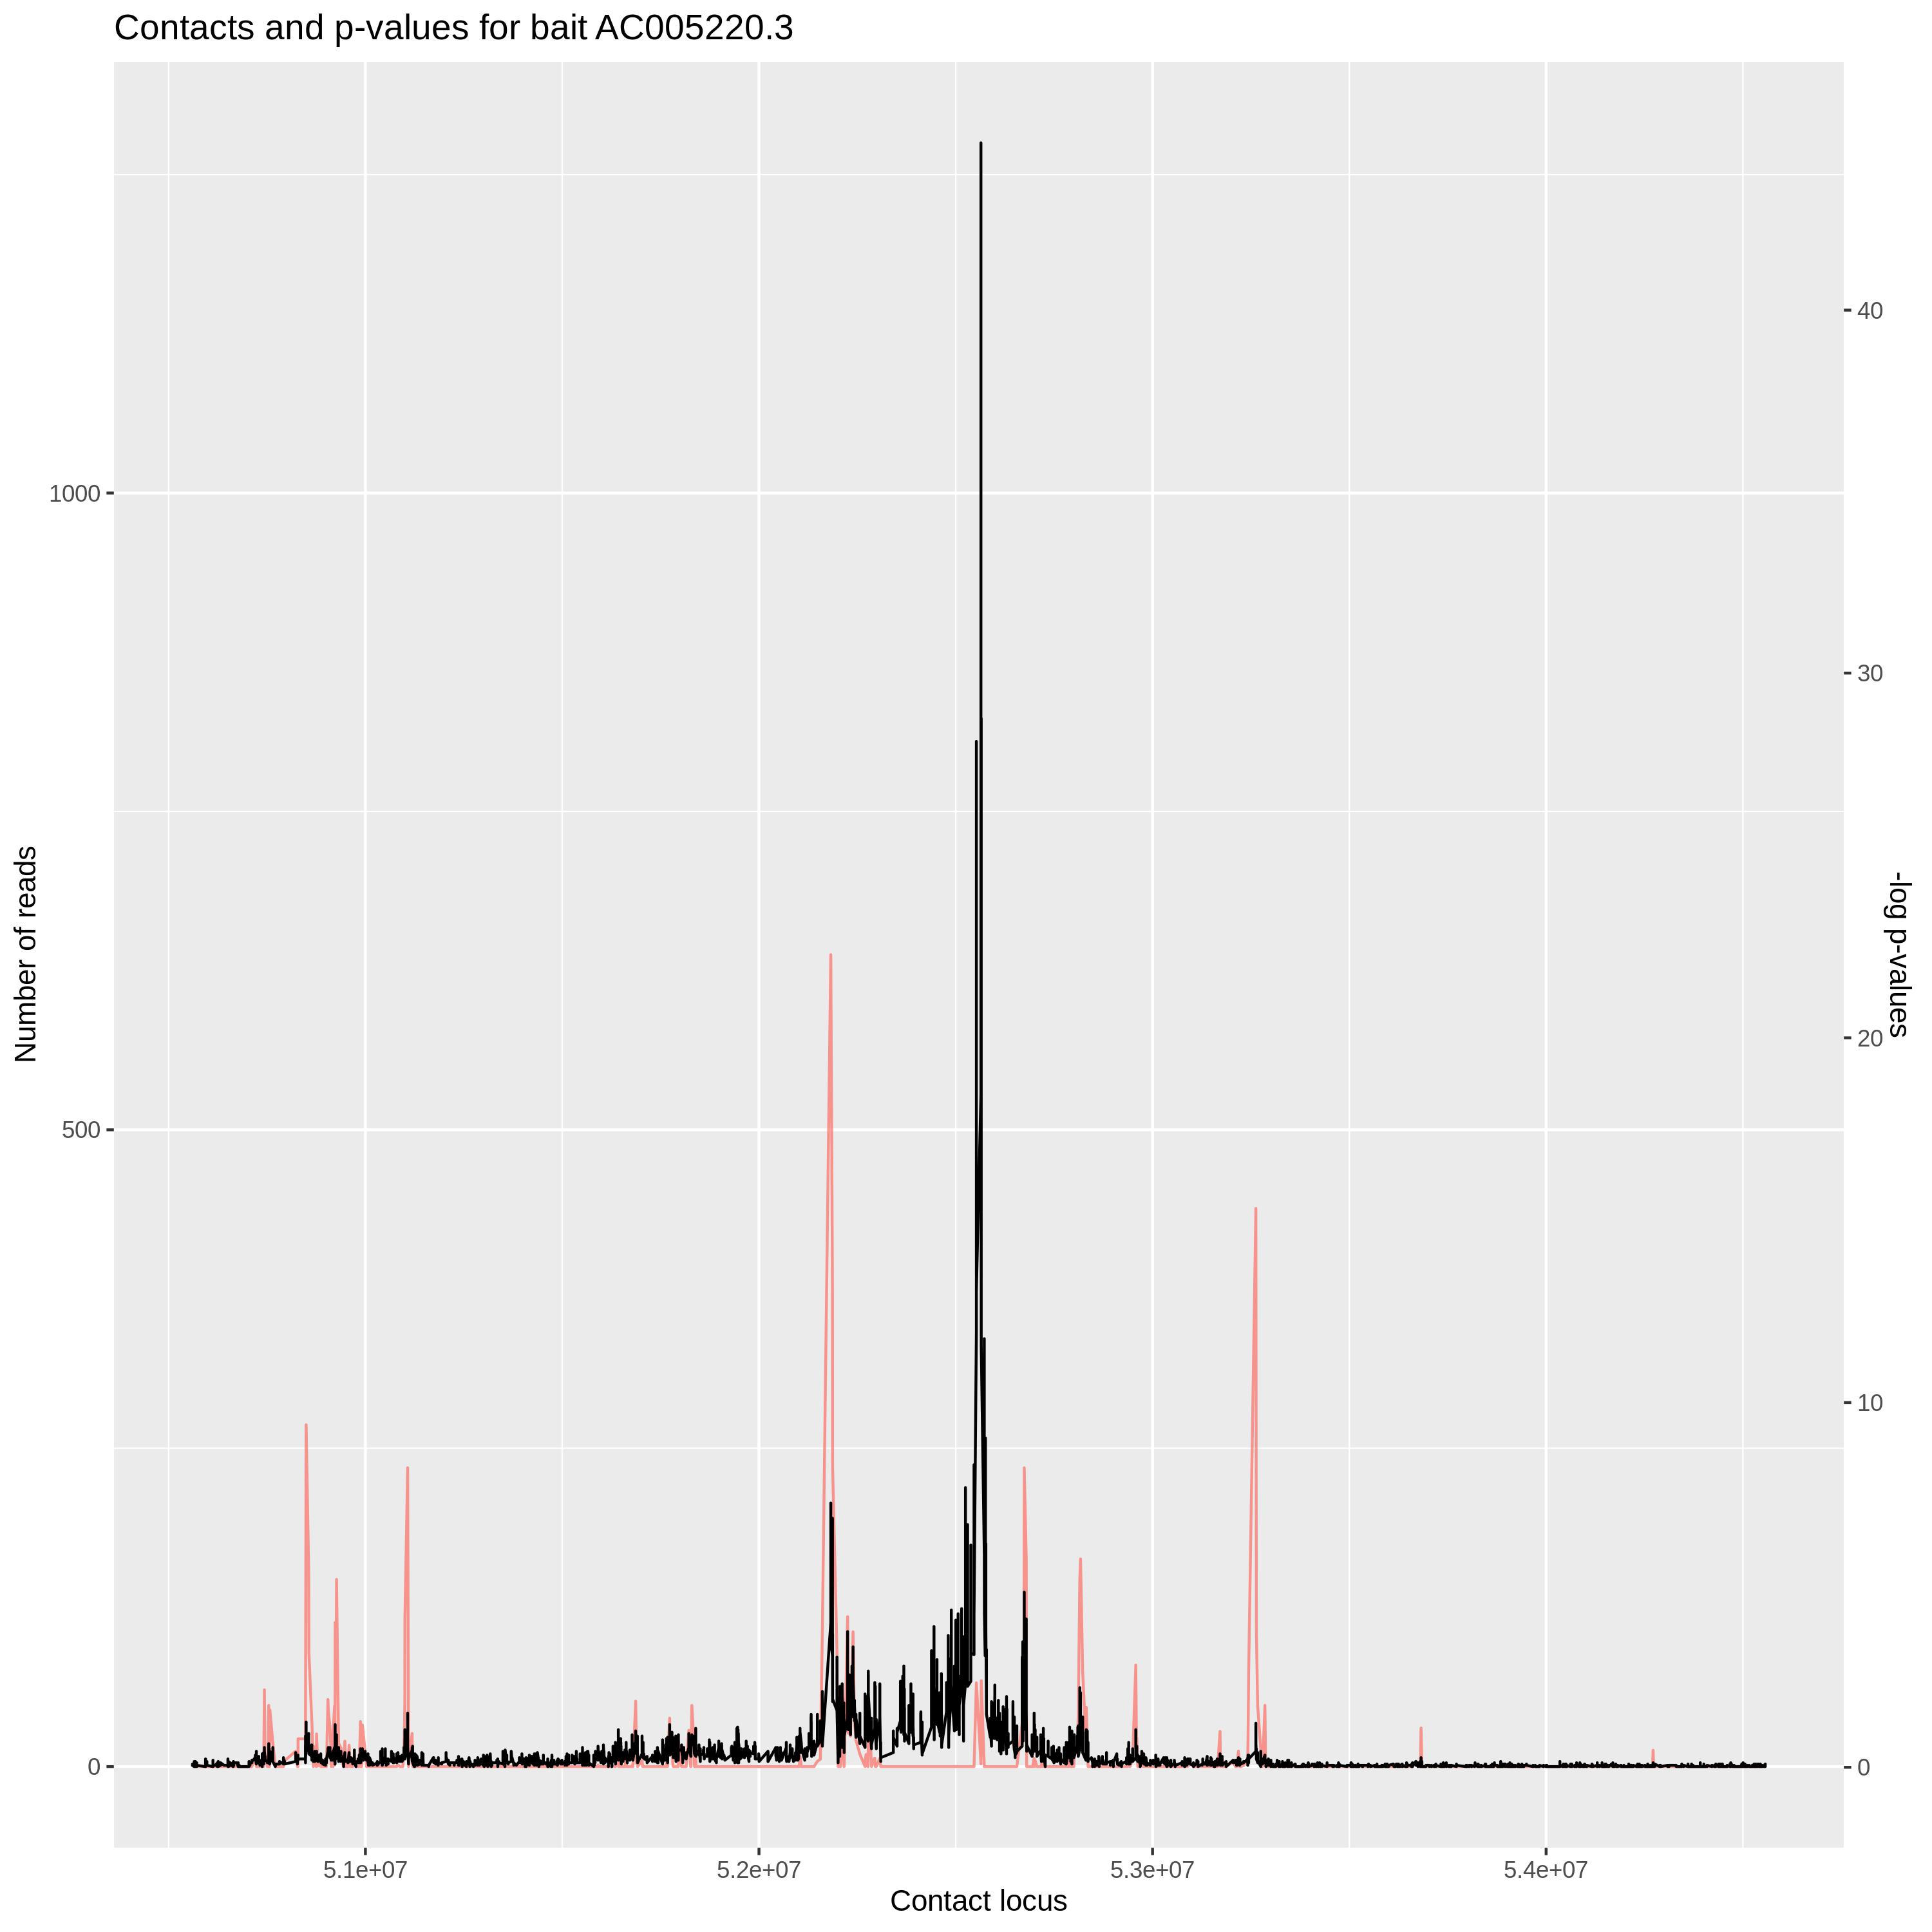 Contacts and p-values for bait AC005220.3
Number of reads
1000
500
0
40
30
20
10
0
-log p-values
5.1e+07
5.2e+07
5.3e+07
5.4e+07
Contact locus